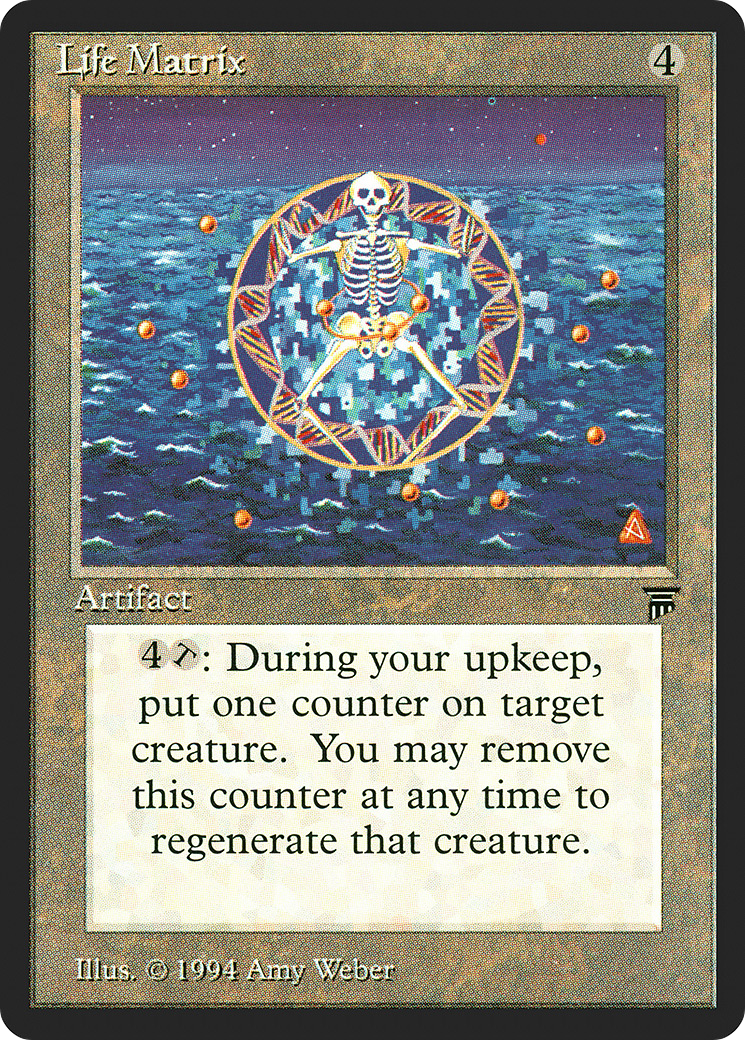 Life Matrix 4
Artifact
4 T: During your upkeep,
put one counter on target
creature. You may remove
this counter at any time to
regenerate that creature.
Illus. © 1994 Amy Weber